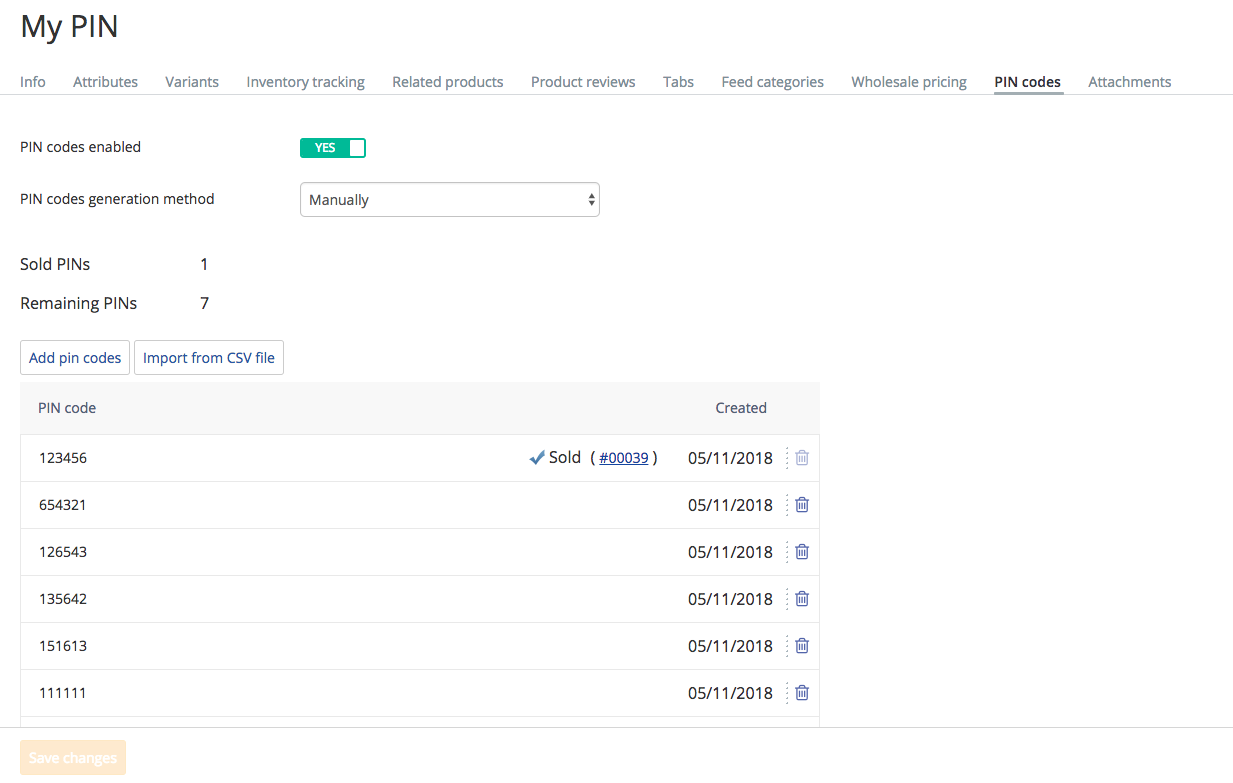 My PIN
Info Attributes Variants Inventory tracking Related products Product reviews Tabs Feed categories Wholesale pricing PIN codes Attachments
PIN codes enabled YES
PIN codes generation method Manually
Sold PINs 1
Remaining PINs 7
Add pin codes Import from CSV file
PIN code Created
123456 Sold ( #00039 ) 05/11/2018
654321 05/11/2018
126543 05/11/2018
135642 05/11/2018
151613 05/11/2018
111111 05/11/2018
Save changes